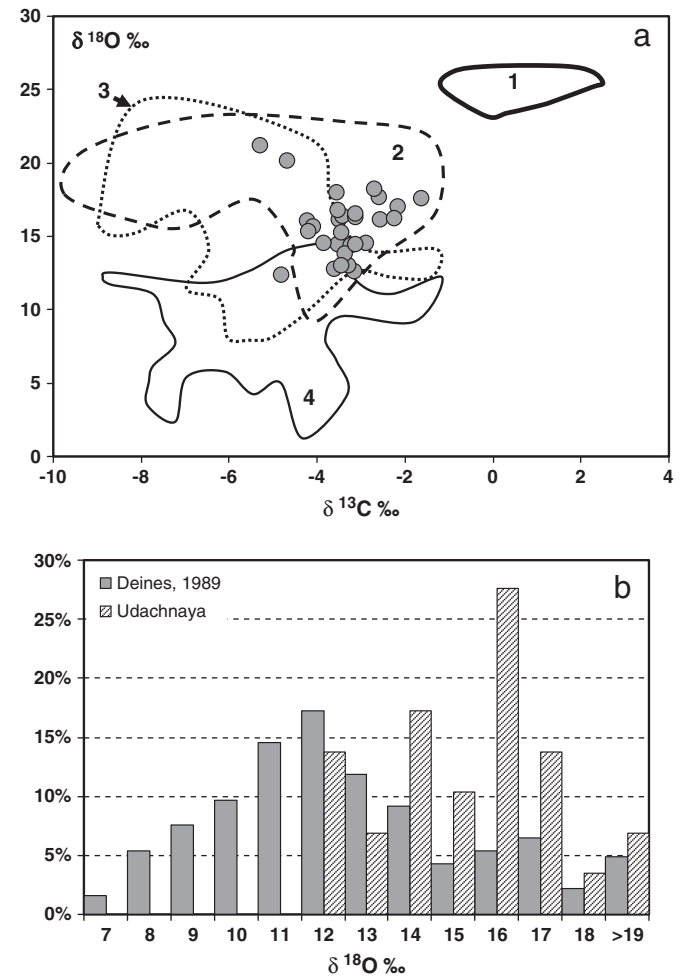 30
δ 18O ‰
a
25
3
1
20
2
15
10
5
4
0
-10 -8 -6 -4 -2 0 2 4
δ 13C ‰
30%
Deines, 1989
b
Udachnaya
25%
20%
15%
10%
5%
0%
7 8 9 10 11 12 13 14 15 16 17 18 >19
δ 18O ‰